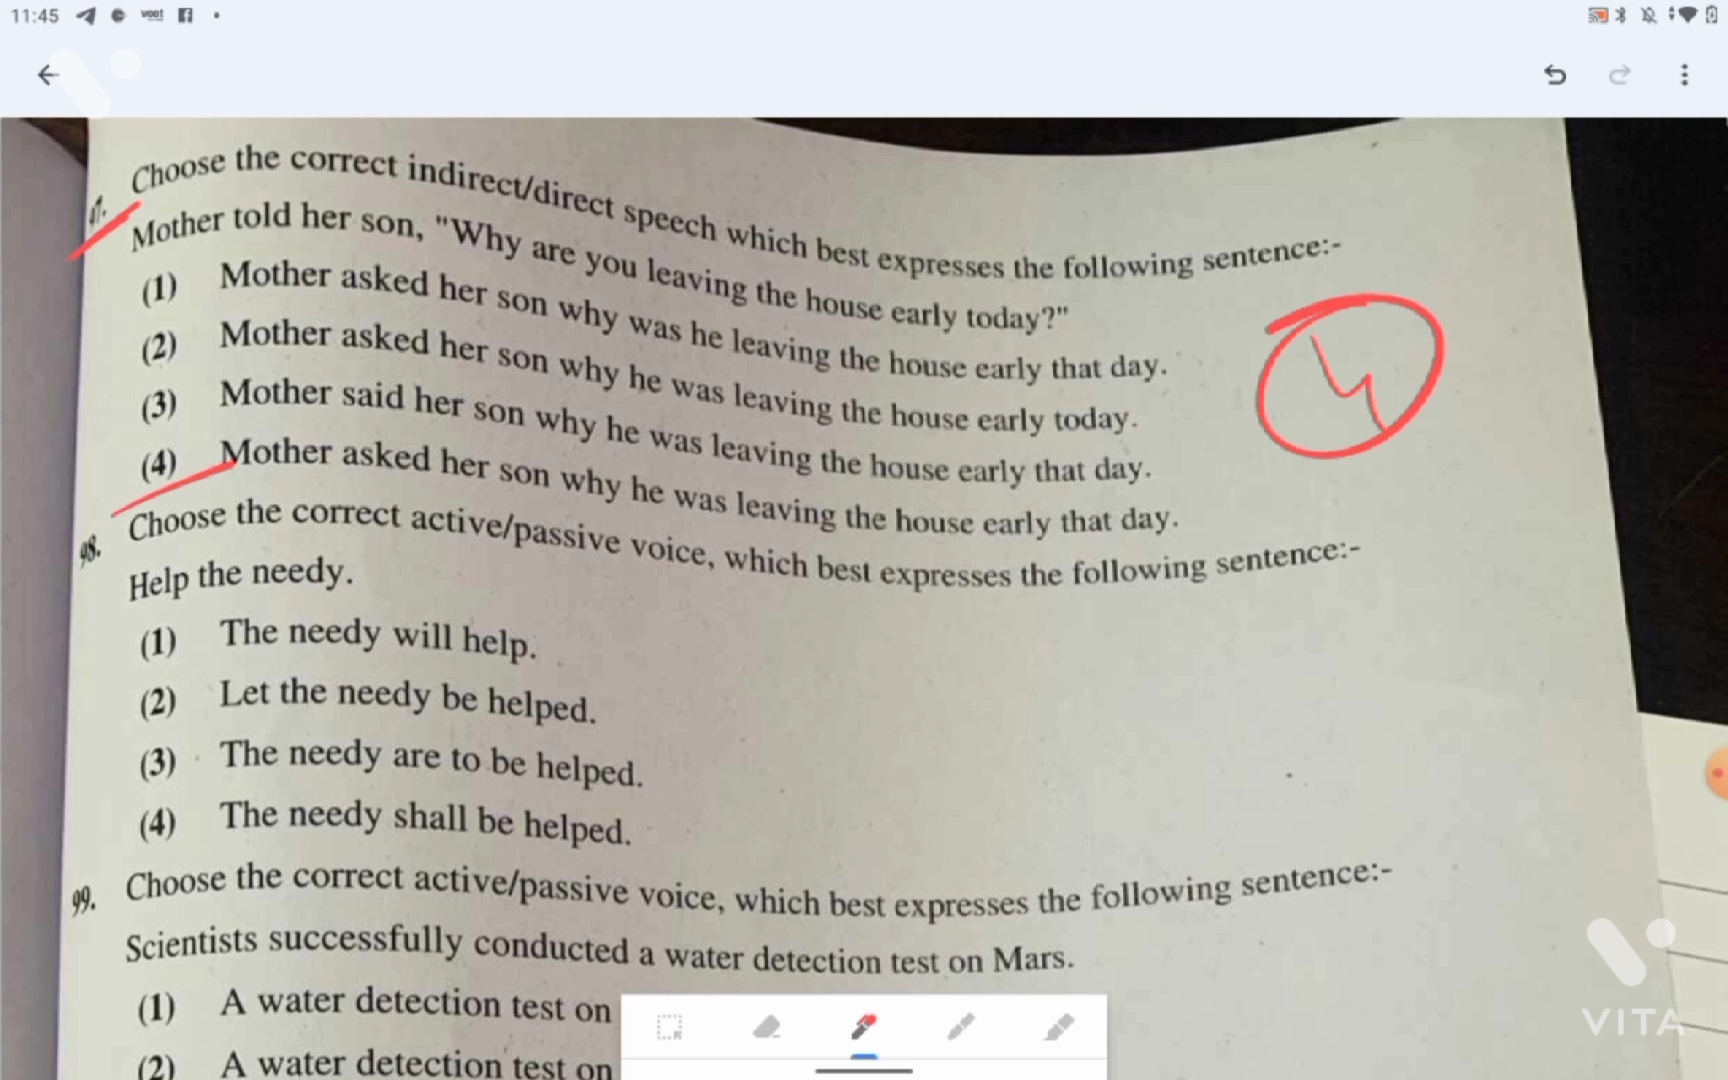 11:45
voot
97. Choose the correct indirect/direct speech which best expresses the following sentence:-
Mother told her son, "Why are you leaving the house early today?"
(1) Mother asked her son why was he leaving the house early that day.
(2) Mother asked her son why he was leaving the house early today.
(3) Mother said her son why he was leaving the house early that day.
(4) Mother asked her son why he was leaving the house early that day.
4
98. Choose the correct active/passive voice, which best expresses the following sentence:-
Help the needy.
(1) The needy will help.
(2) Let the needy be helped.
(3) The needy are to be helped.
(4) The needy shall be helped.
99. Choose the correct active/passive voice, which best expresses the following sentence:-
Scientists successfully conducted a water detection test on Mars.
(1) A water detection test on
(2) A water detection test on
VITA